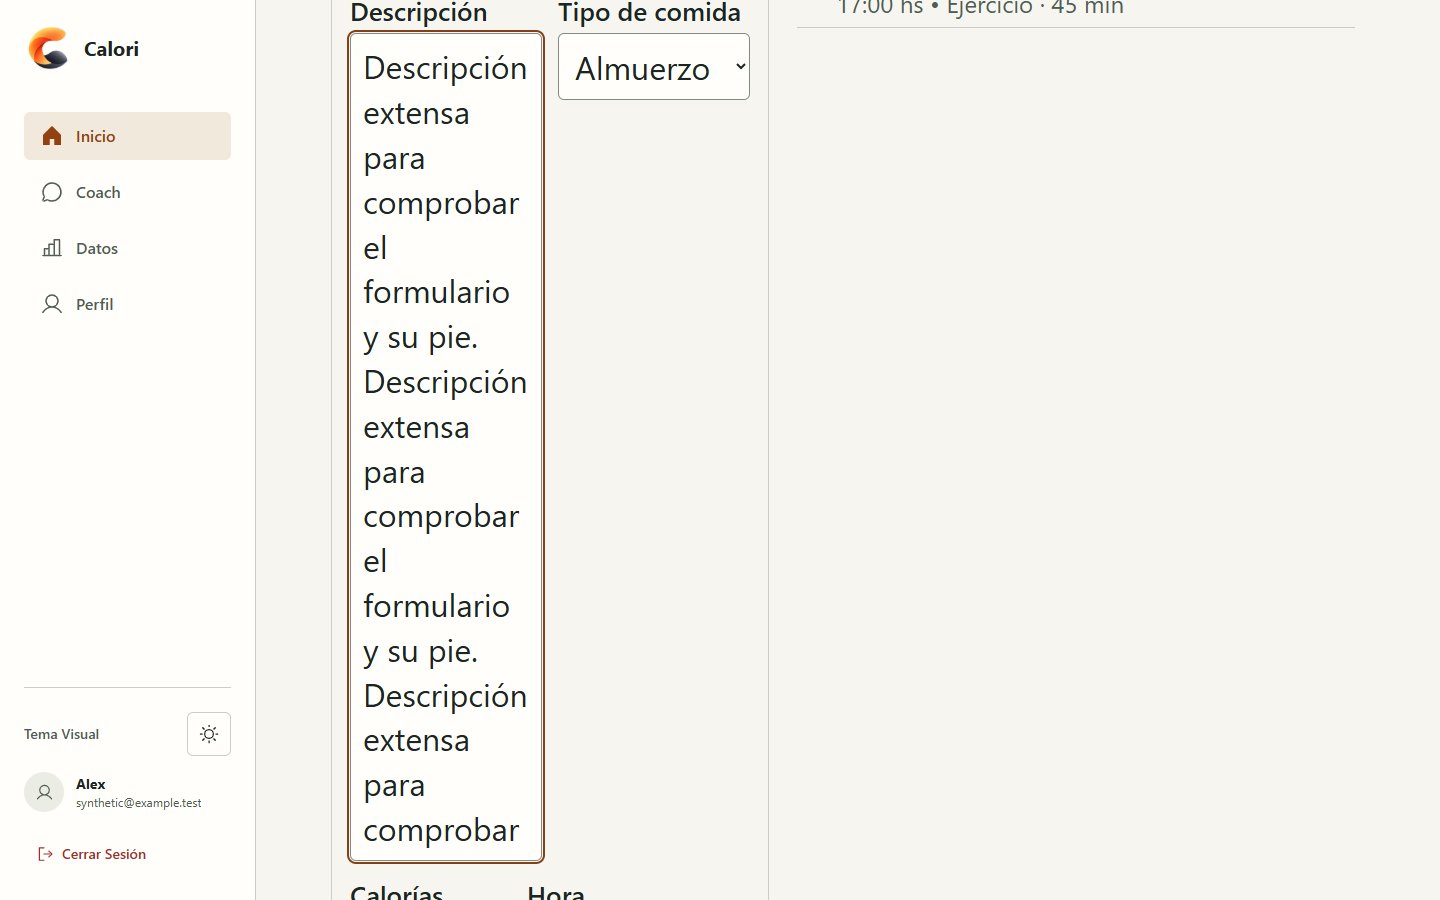 Calori
Inicio
Coach
Datos
Perfil
Tema Visual
Alex
synthetic@example.test
Cerrar Sesión
Descripción
Descripción
extensa
para
comprobar
el
formulario
y su pie.
Descripción
extensa
para
comprobar
el
formulario
y su pie.
Descripción
extensa
para
comprobar
Tipo de comida
Almuerzo
Calorías
Hora
17:00 hs • Ejercicio · 45 min